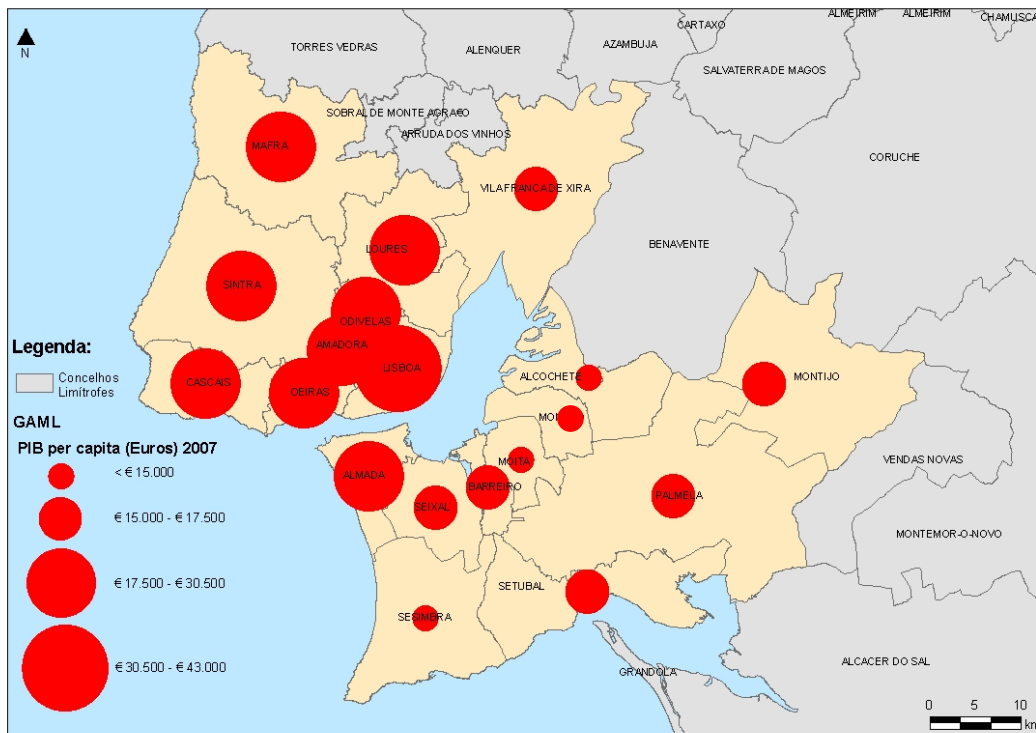 ALMEIRIM
ALMEIRIM
CHAMUSCA
CARTAXO
TORRES VEDRAS
ALENQUER
AZAMBUJA
N
SALVATERRA DE MAGOS
SOBRAL DE MONTE AGRAÇO
ARRUDA DOS VINHOS
MAFRA
CORUCHE
VILA FRANCA DE XIRA
LOURES
BENAVENTE
SINTRA
ODIVELAS
AMADORA
LISBOA
CASCAIS
OEIRAS
ALCOCHETE
MONTIJO
MON
MOITA
ALMADA
BARREIRO
SEIXAL
PALMELA
VENDAS NOVAS
MONTEMOR-O-NOVO
SETUBAL
SESIMBRA
GRANDOLA
ALCACER DO SAL
Legenda:
Concelhos
Limítrofes
GAML
PIB per capita (Euros) 2007
< € 15.000
€ 15.000 - € 17.500
€ 17.500 - € 30.500
€ 30.500 - € 43.000
0 5 10
km